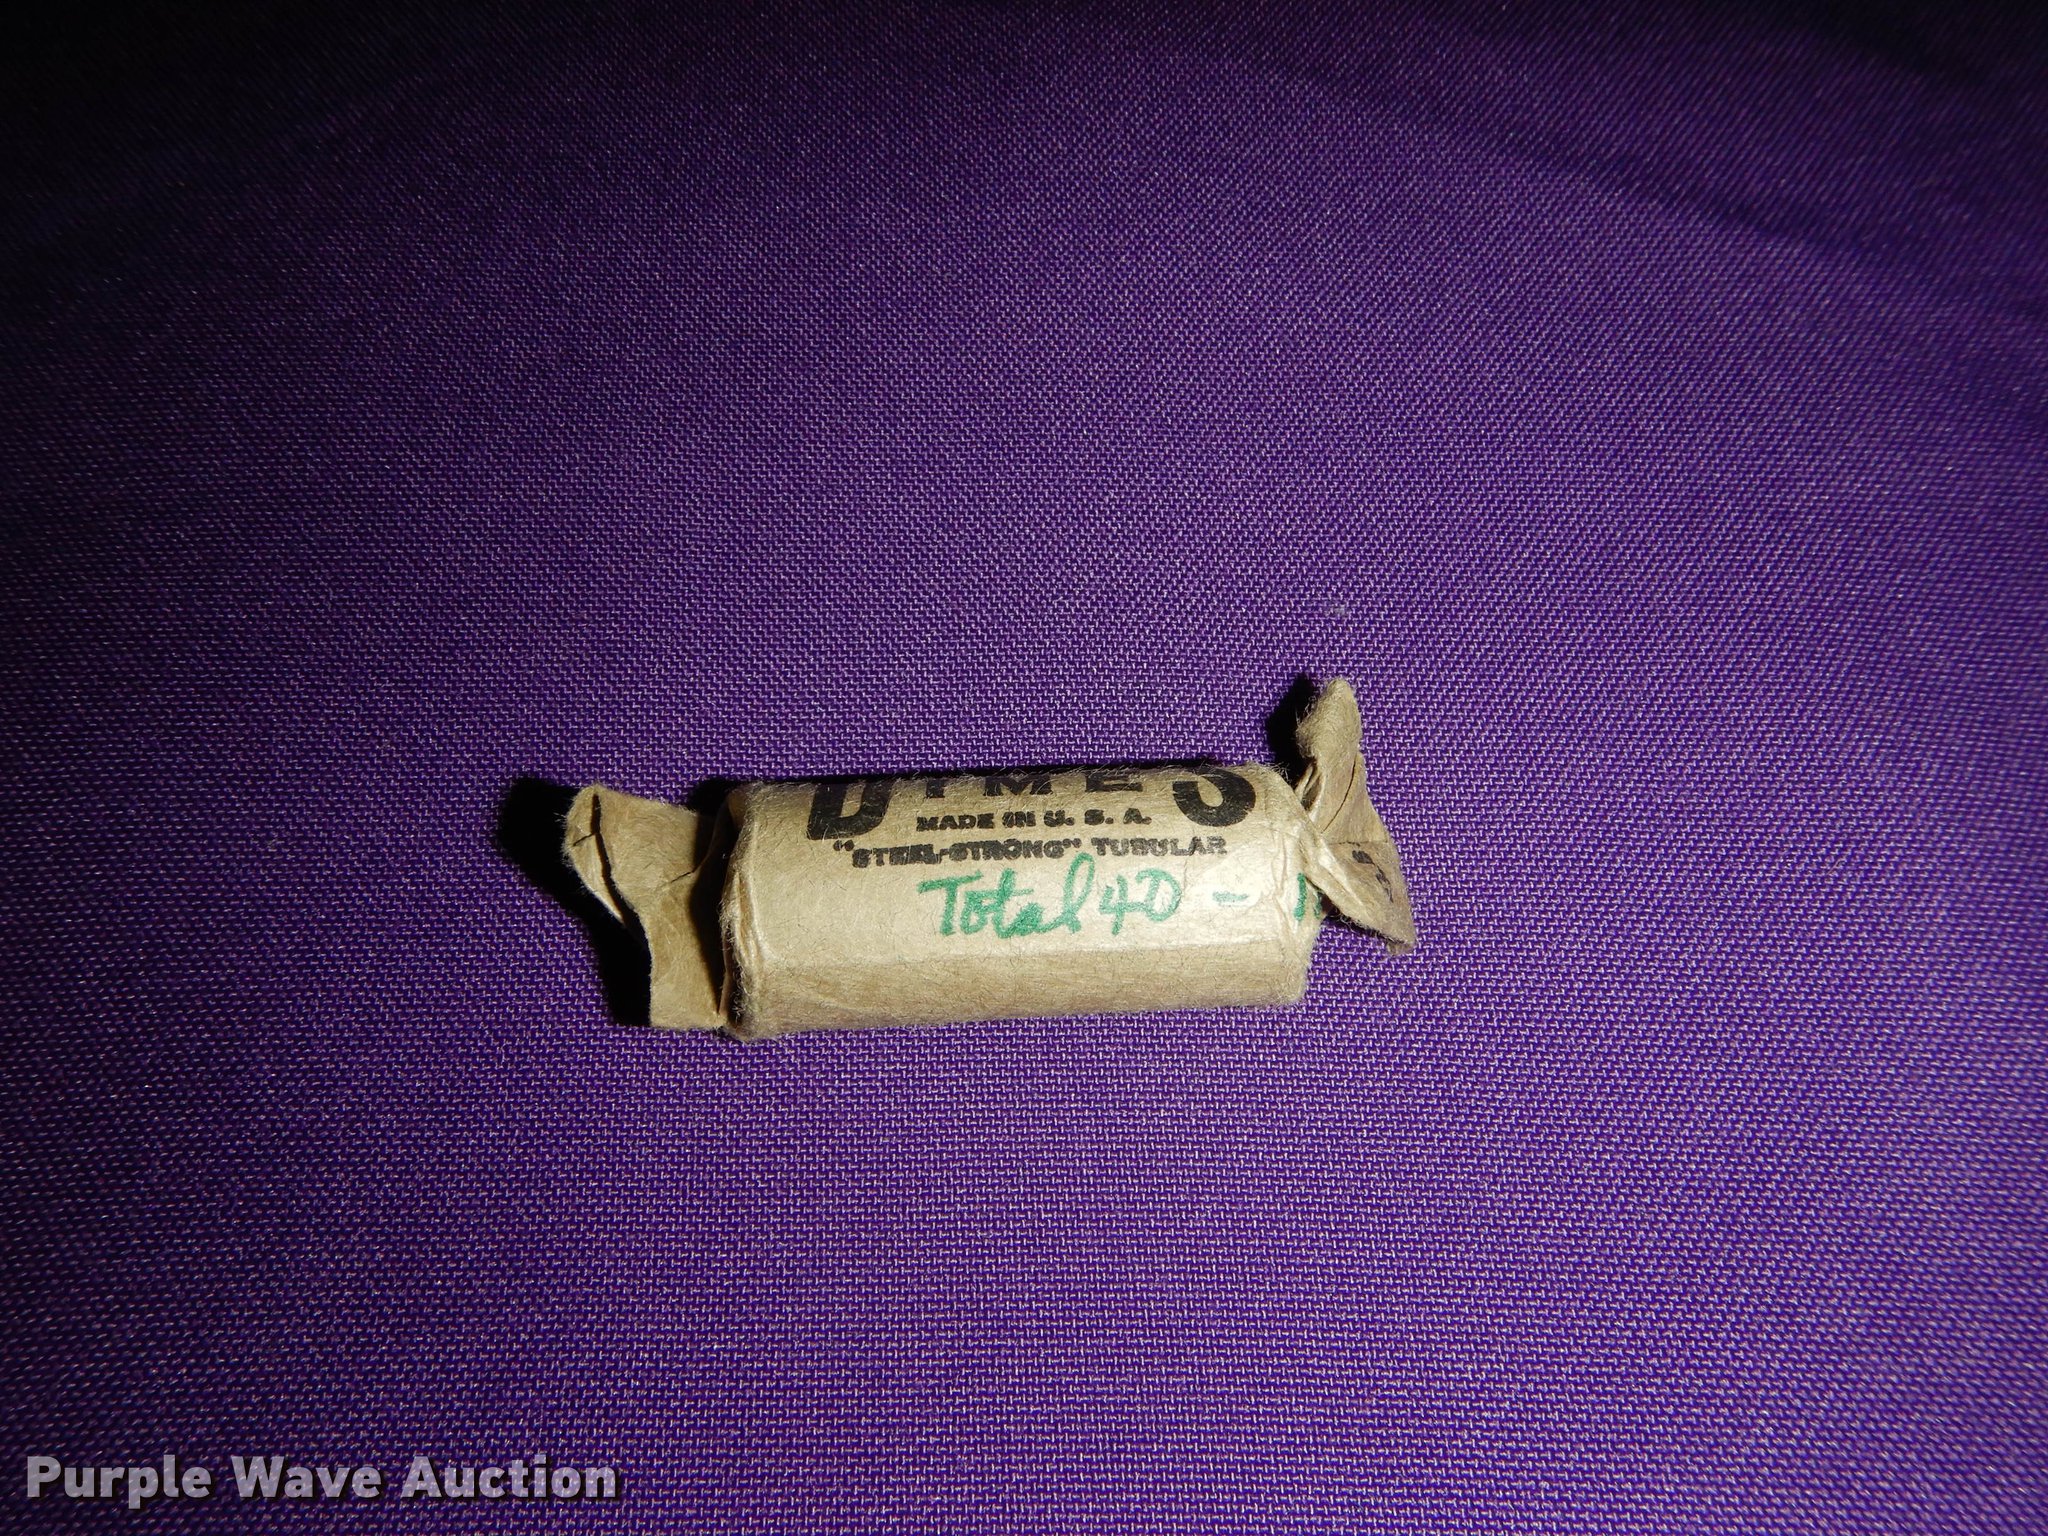 DIMES
MADE IN U. S. A.
"STEEL-STRONG" TUBULAR
Total 40 -
Purple Wave Auction